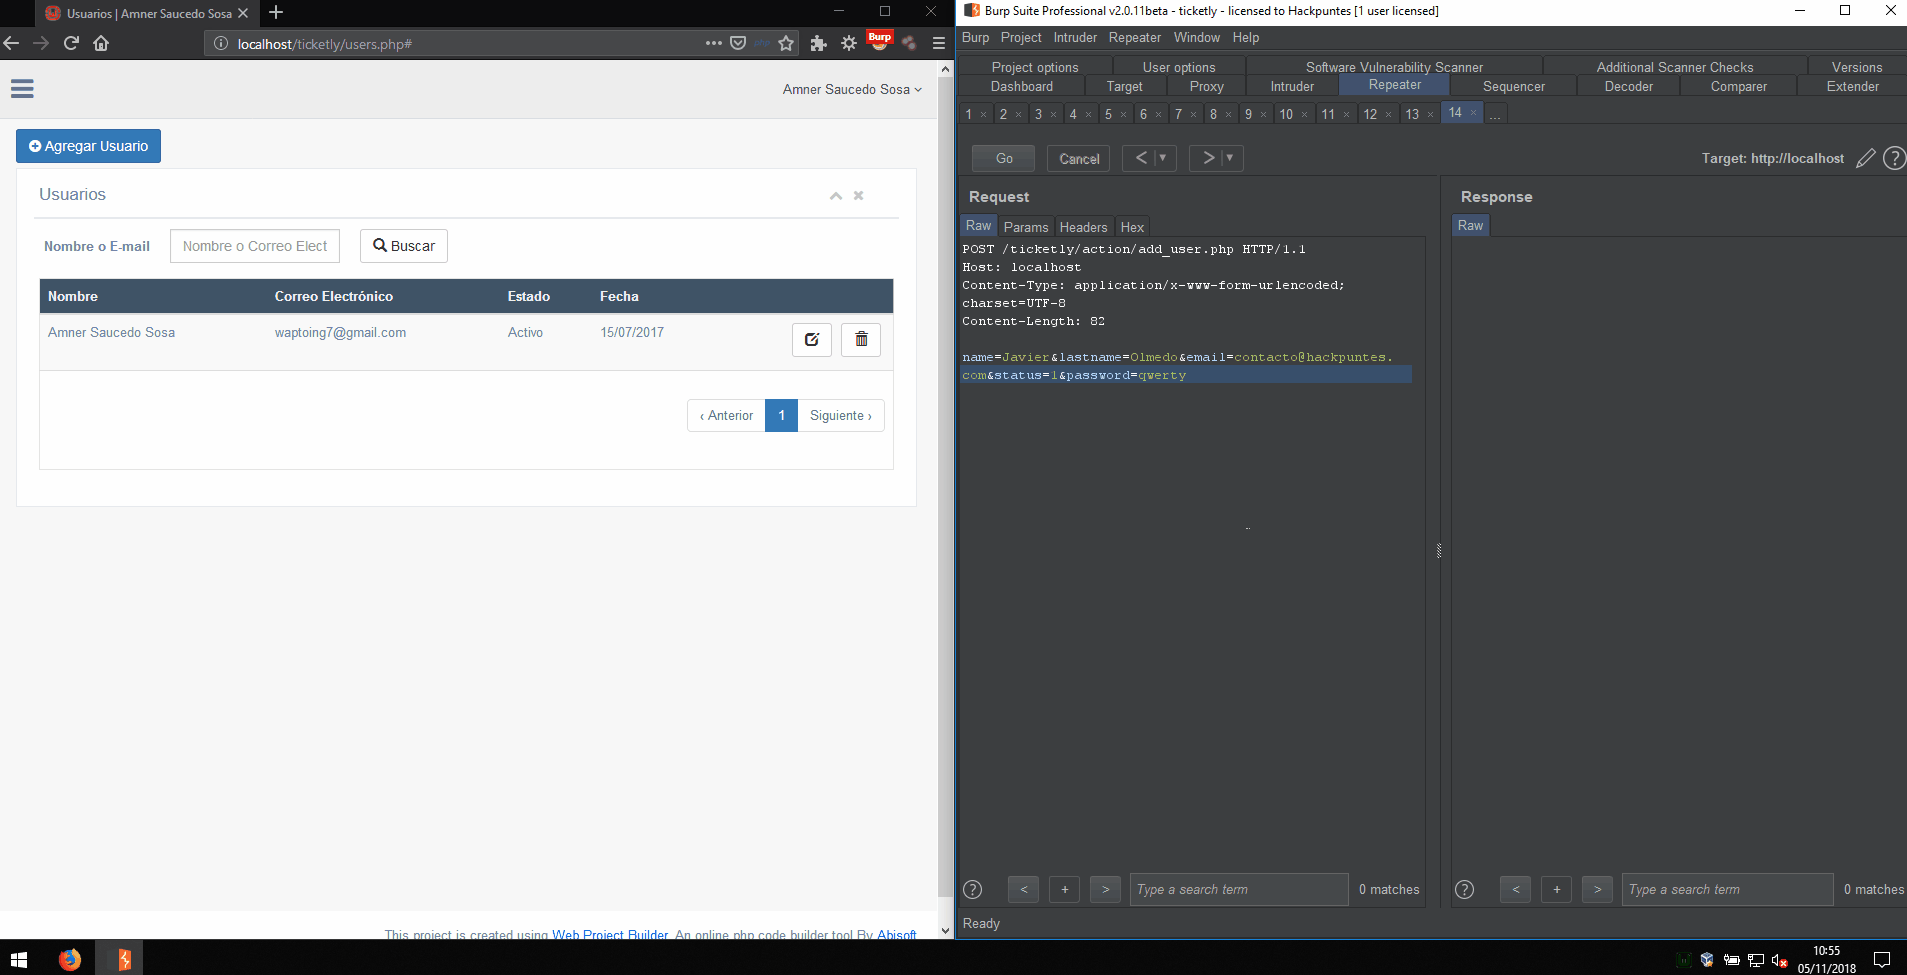 Usuarios | Amner Saucedo Sosa
localhost/ticketly/users.php#
Burp
Amner Saucedo Sosa
Agregar Usuario
Usuarios
Nombre o E-mail
Nombre o Correo Elect
Buscar
Nombre Correo Electrónico Estado Fecha
Amner Saucedo Sosa waptoing7@gmail.com Activo 15/07/2017
‹ Anterior 1 Siguiente ›
This project is created using Web Project Builder. An online php code builder tool By Abisoft
Burp Suite Professional v2.0.11beta - ticketly - licensed to Hackpuntes [1 user licensed]
Burp Project Intruder Repeater Window Help
Project options User options Software Vulnerability Scanner Additional Scanner Checks Versions
Dashboard Target Proxy Intruder Repeater Sequencer Decoder Comparer Extender
1 × 2 × 3 × 4 × 5 × 6 × 7 × 8 × 9 × 10 × 11 × 12 × 13 × 14 × ...
Go Cancel < ▼ > ▼ Target: http://localhost ?
Request
Raw Params Headers Hex
POST /ticketly/action/add_user.php HTTP/1.1
Host: localhost
Content-Type: application/x-www-form-urlencoded;
charset=UTF-8
Content-Length: 82
name=Javier&lastname=Olmedo&email=contacto@hackpuntes.
com&status=1&password=qwerty
? < + > Type a search term 0 matches
Response
Raw
? < + > Type a search term 0 matches
Ready
10:55
05/11/2018